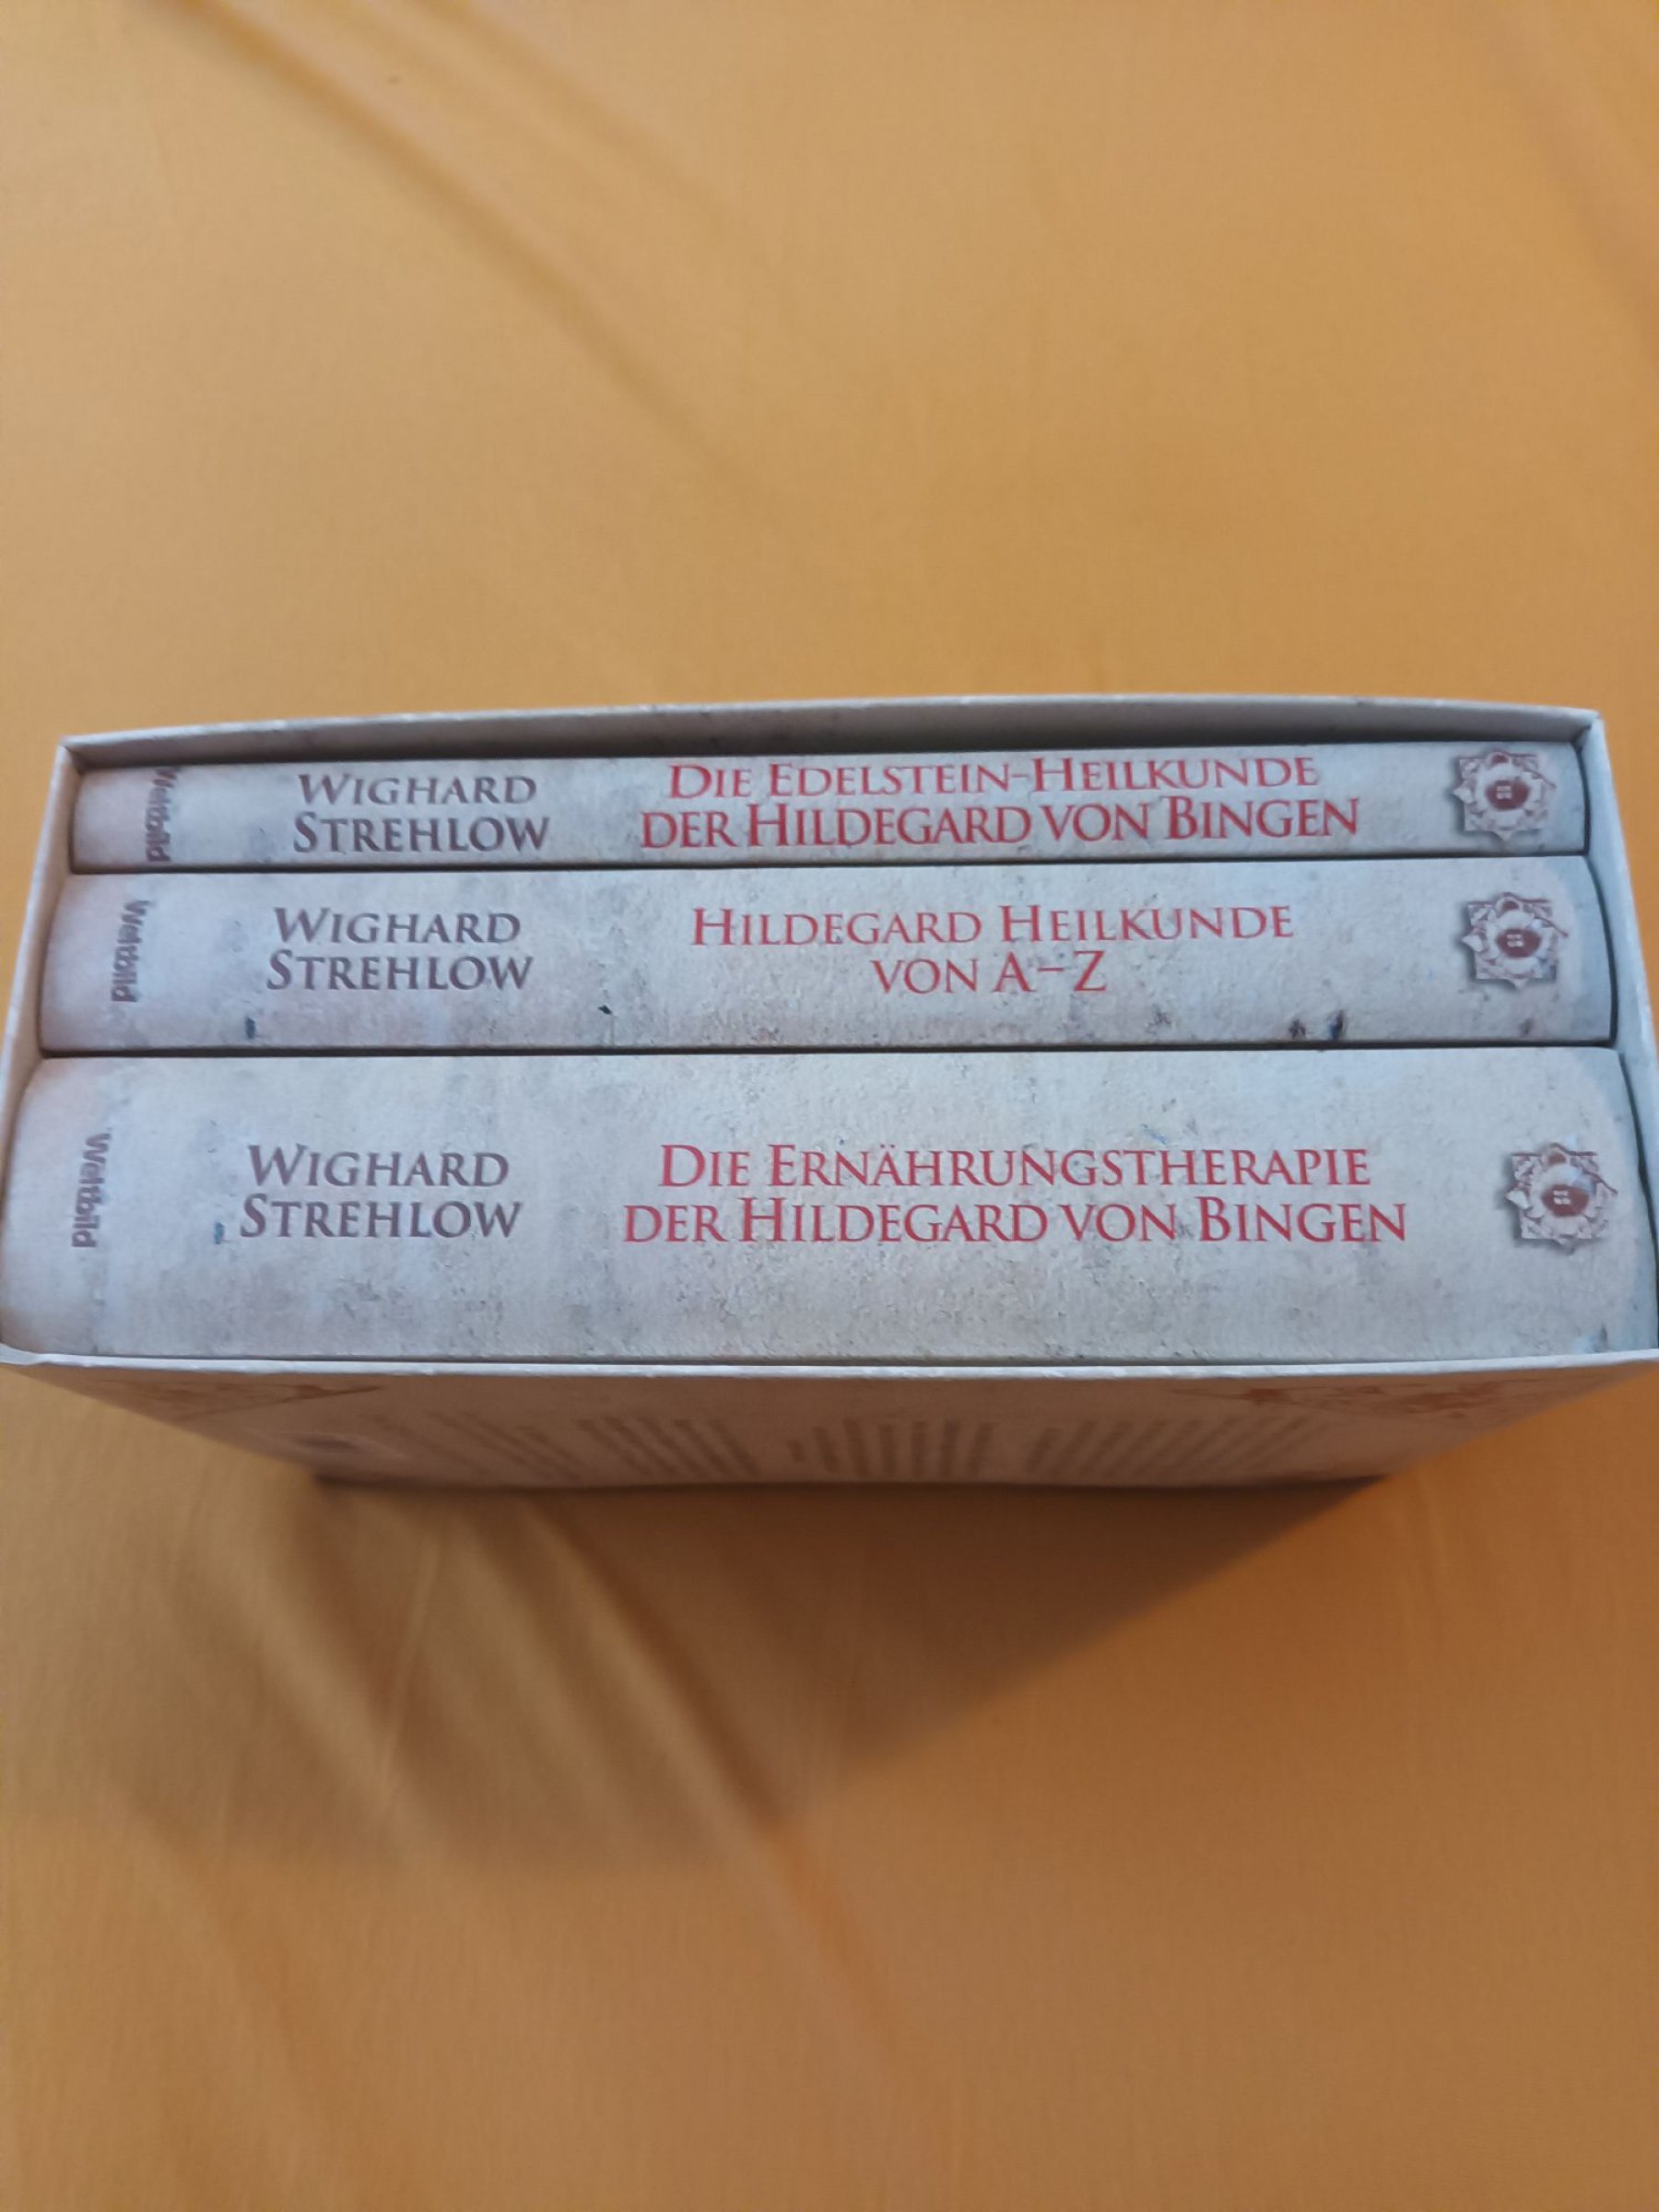 Weltbild
WIGHARD
STREHLOW
DIE EDELSTEIN-HEILKUNDE
DER HILDEGARD VON BINGEN
Weltbild
WIGHARD
STREHLOW
HILDEGARD HEILKUNDE
VON A–Z
Weltbild
WIGHARD
STREHLOW
DIE ERNÄHRUNGSTHERAPIE
DER HILDEGARD VON BINGEN